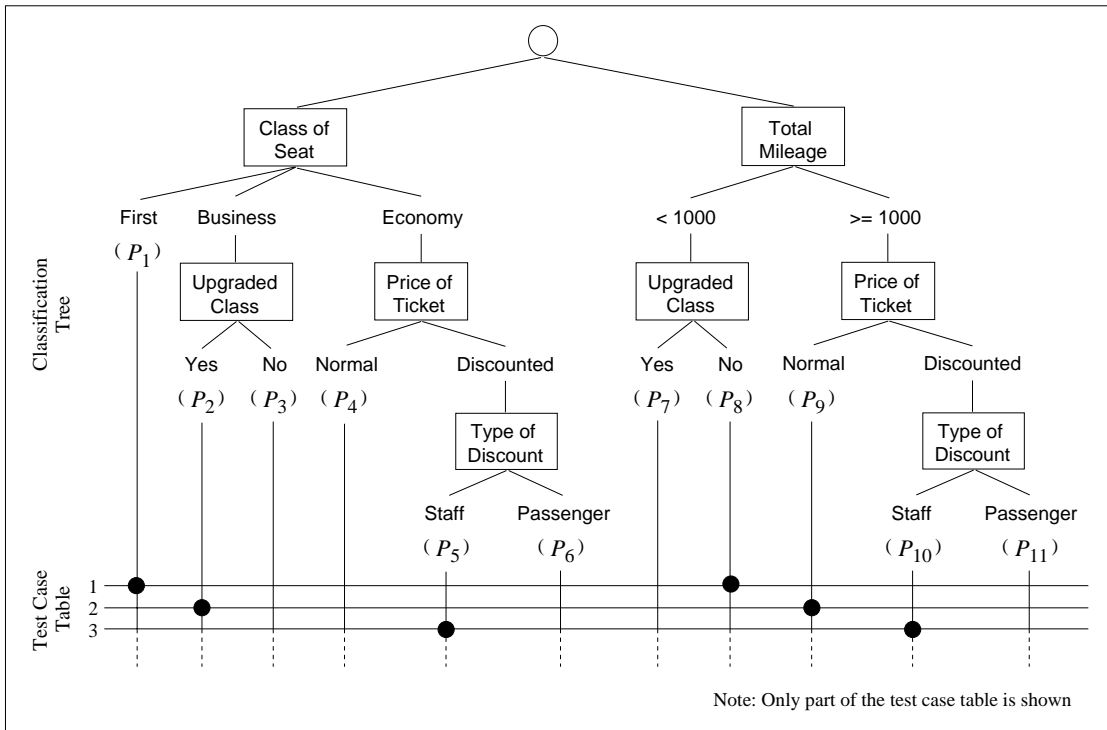 Class of
Seat
Total
Mileage
First
Business
Economy
< 1000
>= 1000
(P1)
Upgraded
Class
Price of
Ticket
Upgraded
Class
Price of
Ticket
Classification
Tree
Yes
No
Normal
Discounted
Yes
No
Normal
Discounted
(P2)
(P3)
(P4)
(P7)
(P8)
(P9)
Type of
Discount
Type of
Discount
Staff
Passenger
Staff
Passenger
(P5)
(P6)
(P10)
(P11)
Test Case
Table
1
2
3
Note: Only part of the test case table is shown